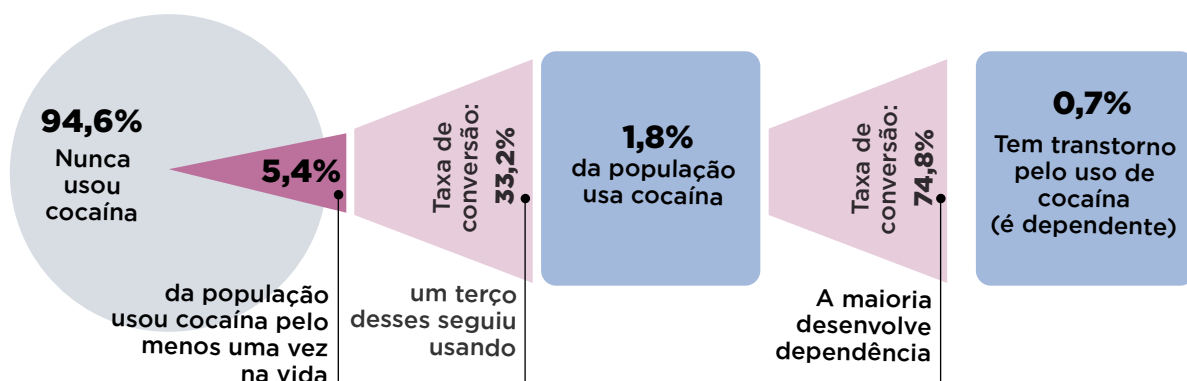 94,6%
Nunca
usou
cocaína
5,4%
da população
usou cocaína pelo
menos uma vez
na vida
Taxa de
conversão:
33,2%
um terço
desses seguiu
usando
1,8%
da população
usa cocaína
Taxa de
conversão:
74,8%
A maioria
desenvolve
dependência
0,7%
Tem transtorno
pelo uso de
cocaína
(é dependente)